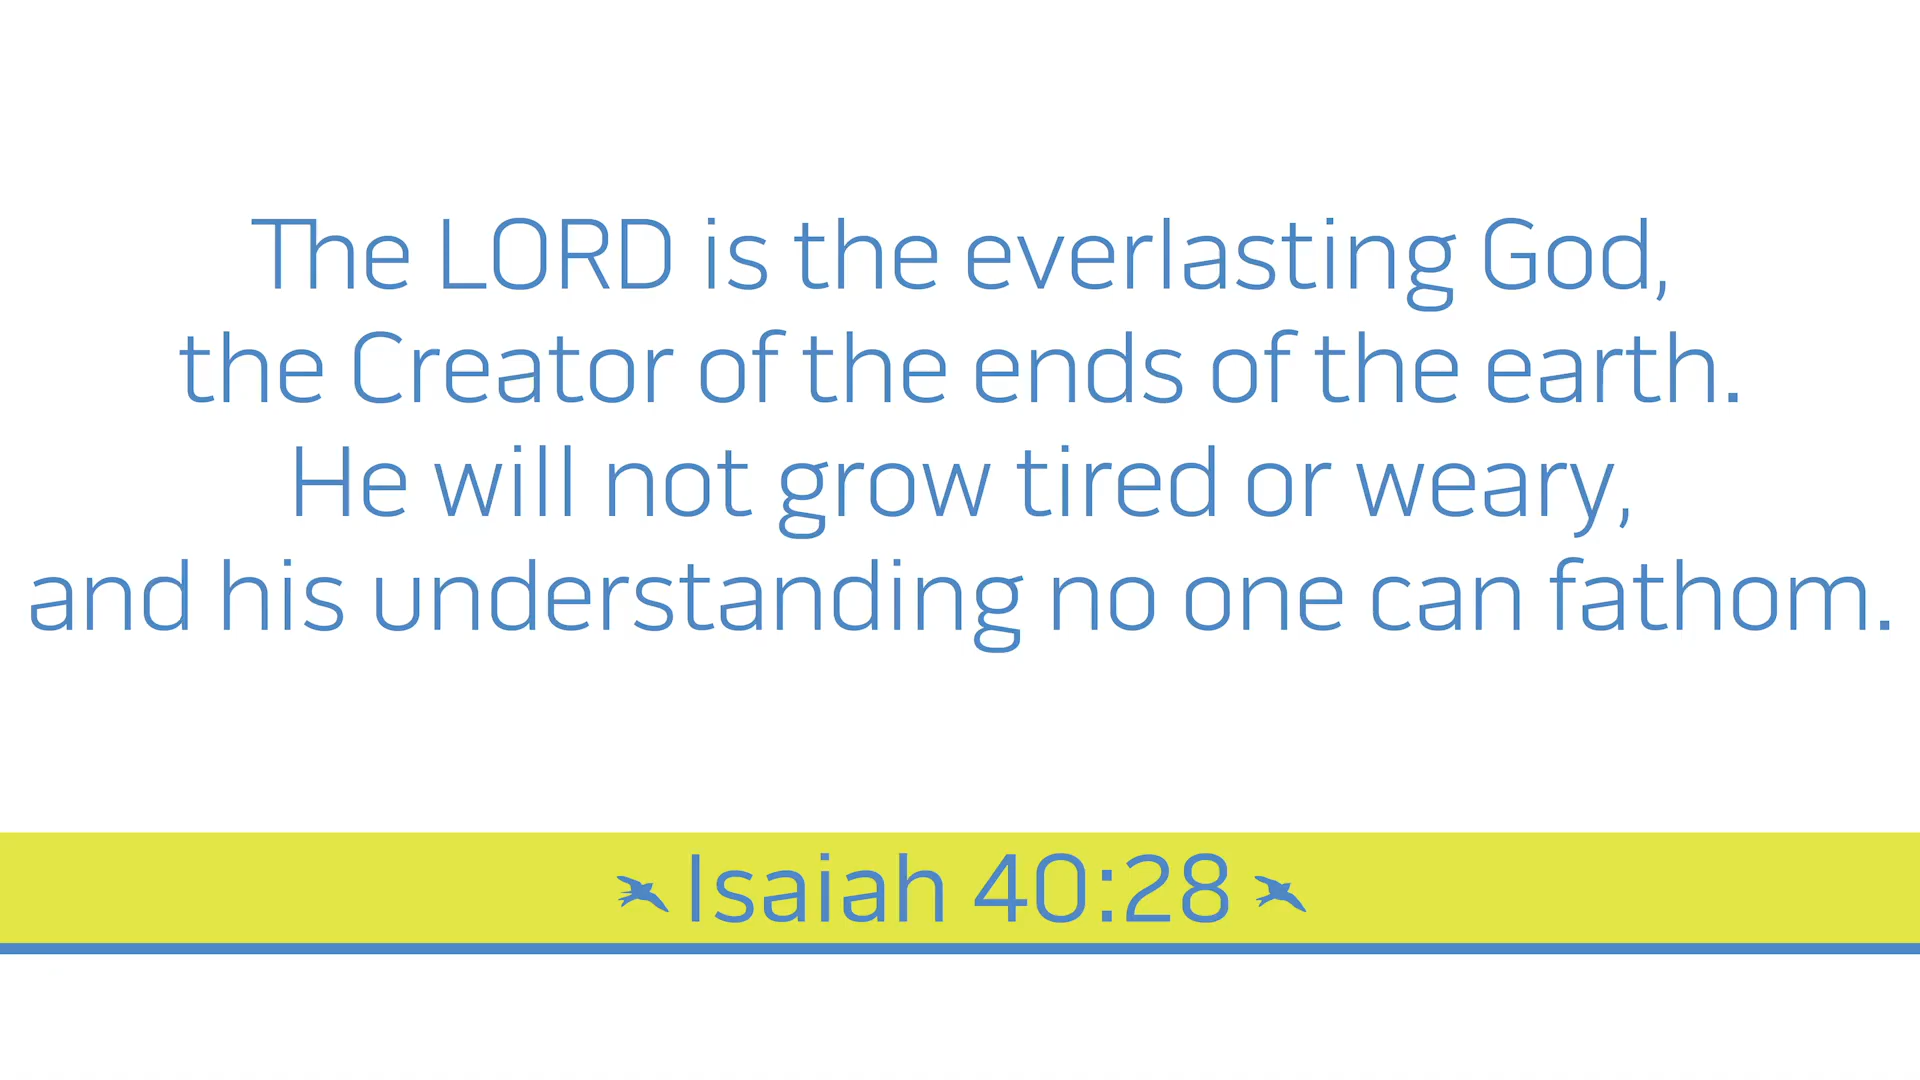 The LORD is the everlasting God,
the Creator of the ends of the earth.
He will not grow tired or weary,
and his understanding no one can fathom.
Isaiah 40:28